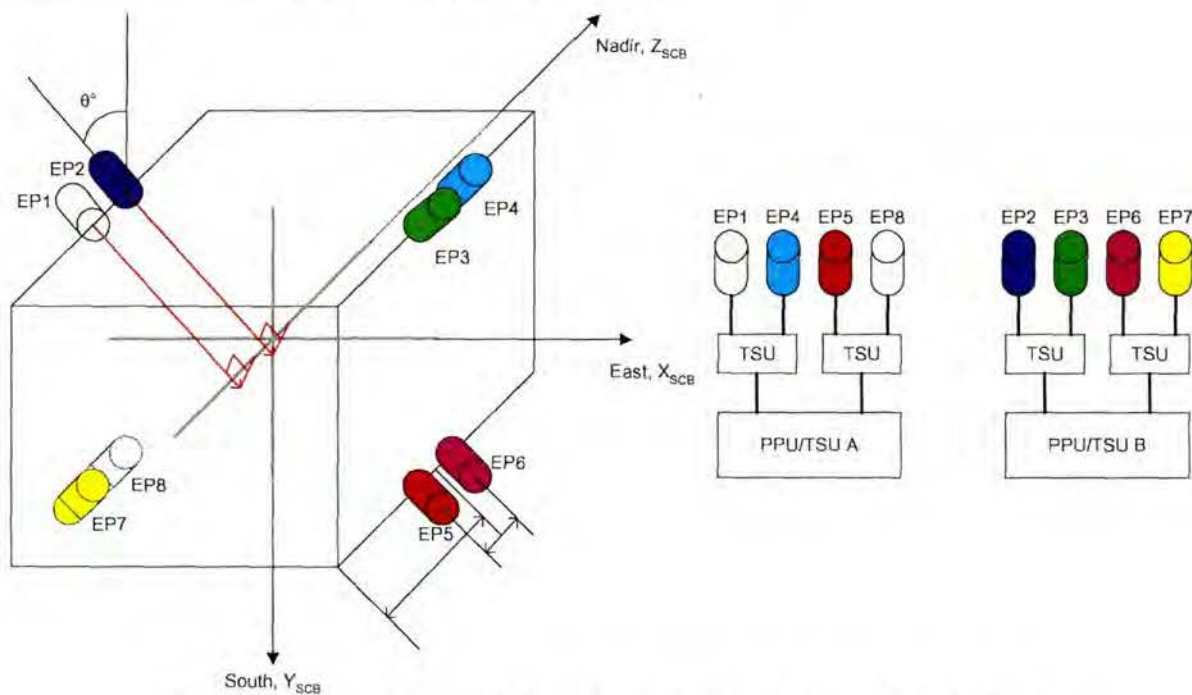 Nadir, Z_SCB
θ°
EP2
EP1
EP4
EP3
East, X_SCB
EP6
EP5
EP8
EP7
South, Y_SCB
EP1 EP4 EP5 EP8
TSU TSU
PPU/TSU A
EP2 EP3 EP6 EP7
TSU TSU
PPU/TSU B